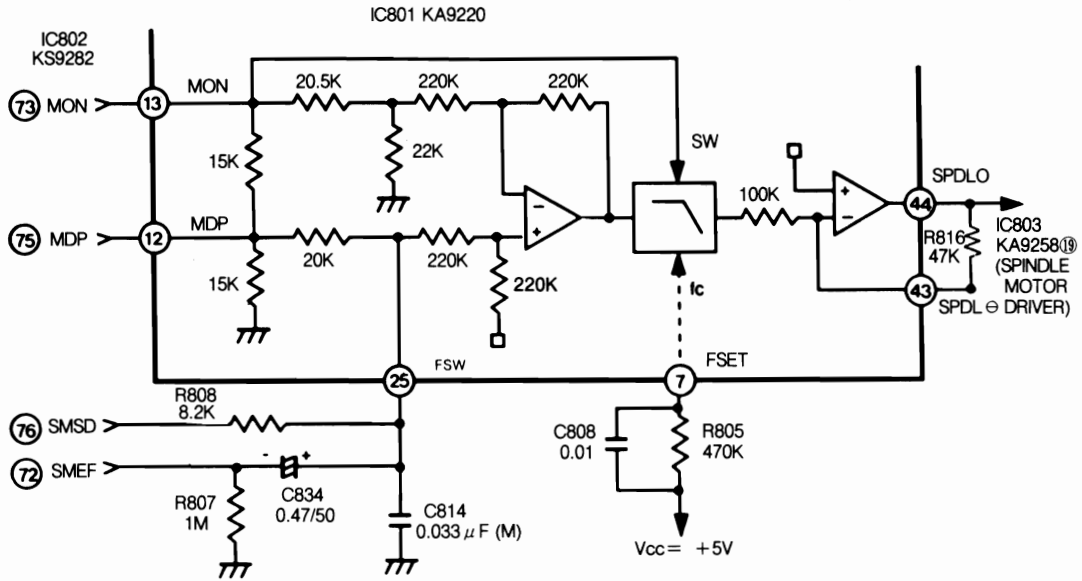 IC801 KA9220
IC802
KS9282
73 MON
13
MON
20.5K
220K
220K
15K
22K
SW
100K
+
-
SPDLO
44
IC803
KA9258⑲
(SPINDLE
MOTOR
DRIVER)
R816
47K
43
SPDL ⊖
75 MDP
12
MDP
-
+
20K
220K
220K
15K
fc
25
FSW
7
FSET
R808
8.2K
76 SMSD
72 SMEF
- +
C834
0.47/50
R807
1M
C814
0.033 μF (M)
C808
0.01
R805
470K
Vcc = +5V